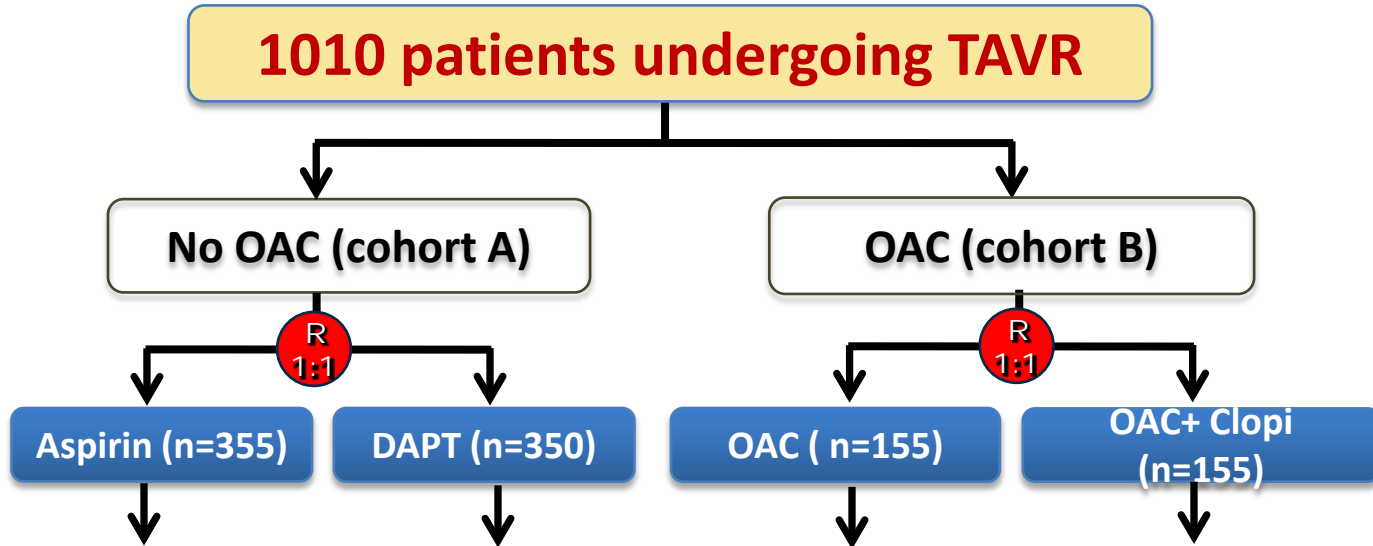 1010 patients undergoing TAVR
No OAC (cohort A)
OAC (cohort B)
R
1:1
R
1:1
Aspirin (n=355)
DAPT (n=350)
OAC ( n=155)
OAC+ Clopi
(n=155)